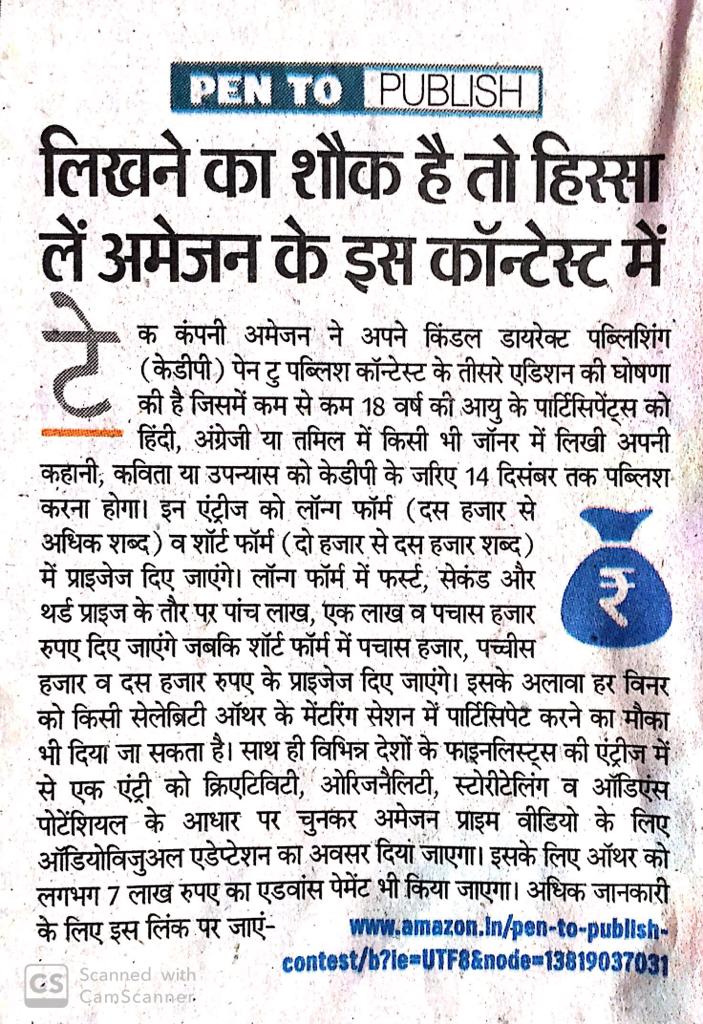 PEN TO PUBLISH
लिखने का शौक है तो हिस्सा
लें अमेजन के इस कॉन्टेस्ट में
टेक कंपनी अमेजन ने अपने किंडल डायरेक्ट पब्लिशिंग
(केडीपी) पेन टु पब्लिश कॉन्टेस्ट के तीसरे एडिशन की घोषणा
की है जिसमें कम से कम 18 वर्ष की आयु के पार्टिसिपेंट्स को
हिंदी, अंग्रेजी या तमिल में किसी भी जॉनर में लिखी अपनी
कहानी, कविता या उपन्यास को केडीपी के जरिए 14 दिसंबर तक पब्लिश
करना होगा। इन एंट्रीज को लॉन्ग फॉर्म (दस हजार से
अधिक शब्द) व शॉर्ट फॉर्म (दो हजार से दस हजार शब्द)
में प्राइजेज दिए जाएंगे। लॉन्ग फॉर्म में फर्स्ट, सेकंड और
थर्ड प्राइज के तौर पर पांच लाख, एक लाख व पचास हजार
रुपए दिए जाएंगे जबकि शॉर्ट फॉर्म में पचास हजार, पच्चीस
हजार व दस हजार रुपए के प्राइजेज दिए जाएंगे। इसके अलावा हर विनर
को किसी सेलेब्रिटी ऑथर के मेंटरिंग सेशन में पार्टिसिपेट करने का मौका
भी दिया जा सकता है। साथ ही विभिन्न देशों के फाइनलिस्ट्स की एंट्रीज में
से एक एंट्री को क्रिएटिविटी, ओरिजनैलिटी, स्टोरीटेलिंग व ऑडिएंस
पोटेंशियल के आधार पर चुनकर अमेजन प्राइम वीडियो के लिए
ऑडियोविजुअल एडेप्टेशन का अवसर दिया जाएगा। इसके लिए ऑथर को
लगभग 7 लाख रुपए का एडवांस पेमेंट भी किया जाएगा। अधिक जानकारी
के लिए इस लिंक पर जाएं- www.amazon.in/pen-to-publish-
contest/b?ie=UTF8&node=13819037031
₹
CS Scanned with
CamScanner